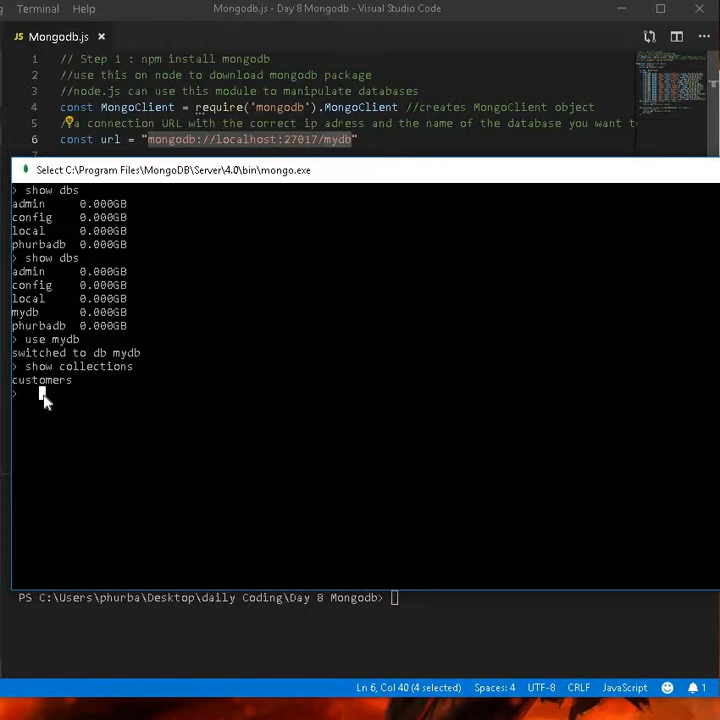 Terminal Help Mongodb.js - Day 8 Mongodb - Visual Studio Code
JS Mongodb.js
1 // Step 1 : npm install mongodb
2 //use this on node to download mongodb package
3 //node.js can use this module to manipulate databases
4 const MongoClient = require('mongodb').MongoClient //creates MongoClient object
5 //a connection URL with the correct ip adress and the name of the database you want to
6 const url = "mongodb://localhost:27017/mydb"
Select C:\Program Files\MongoDB\Server\4.0\bin\mongo.exe
> show dbs
admin 0.000GB
config 0.000GB
local 0.000GB
phurbadb 0.000GB
> show dbs
admin 0.000GB
config 0.000GB
local 0.000GB
mydb 0.000GB
phurbadb 0.000GB
> use mydb
switched to db mydb
> show collections
customers
>
PS C:\Users\phurba\Desktop\daily Coding\Day 8 Mongodb>
Ln 6, Col 40 (4 selected) Spaces: 4 UTF-8 CRLF JavaScript 1